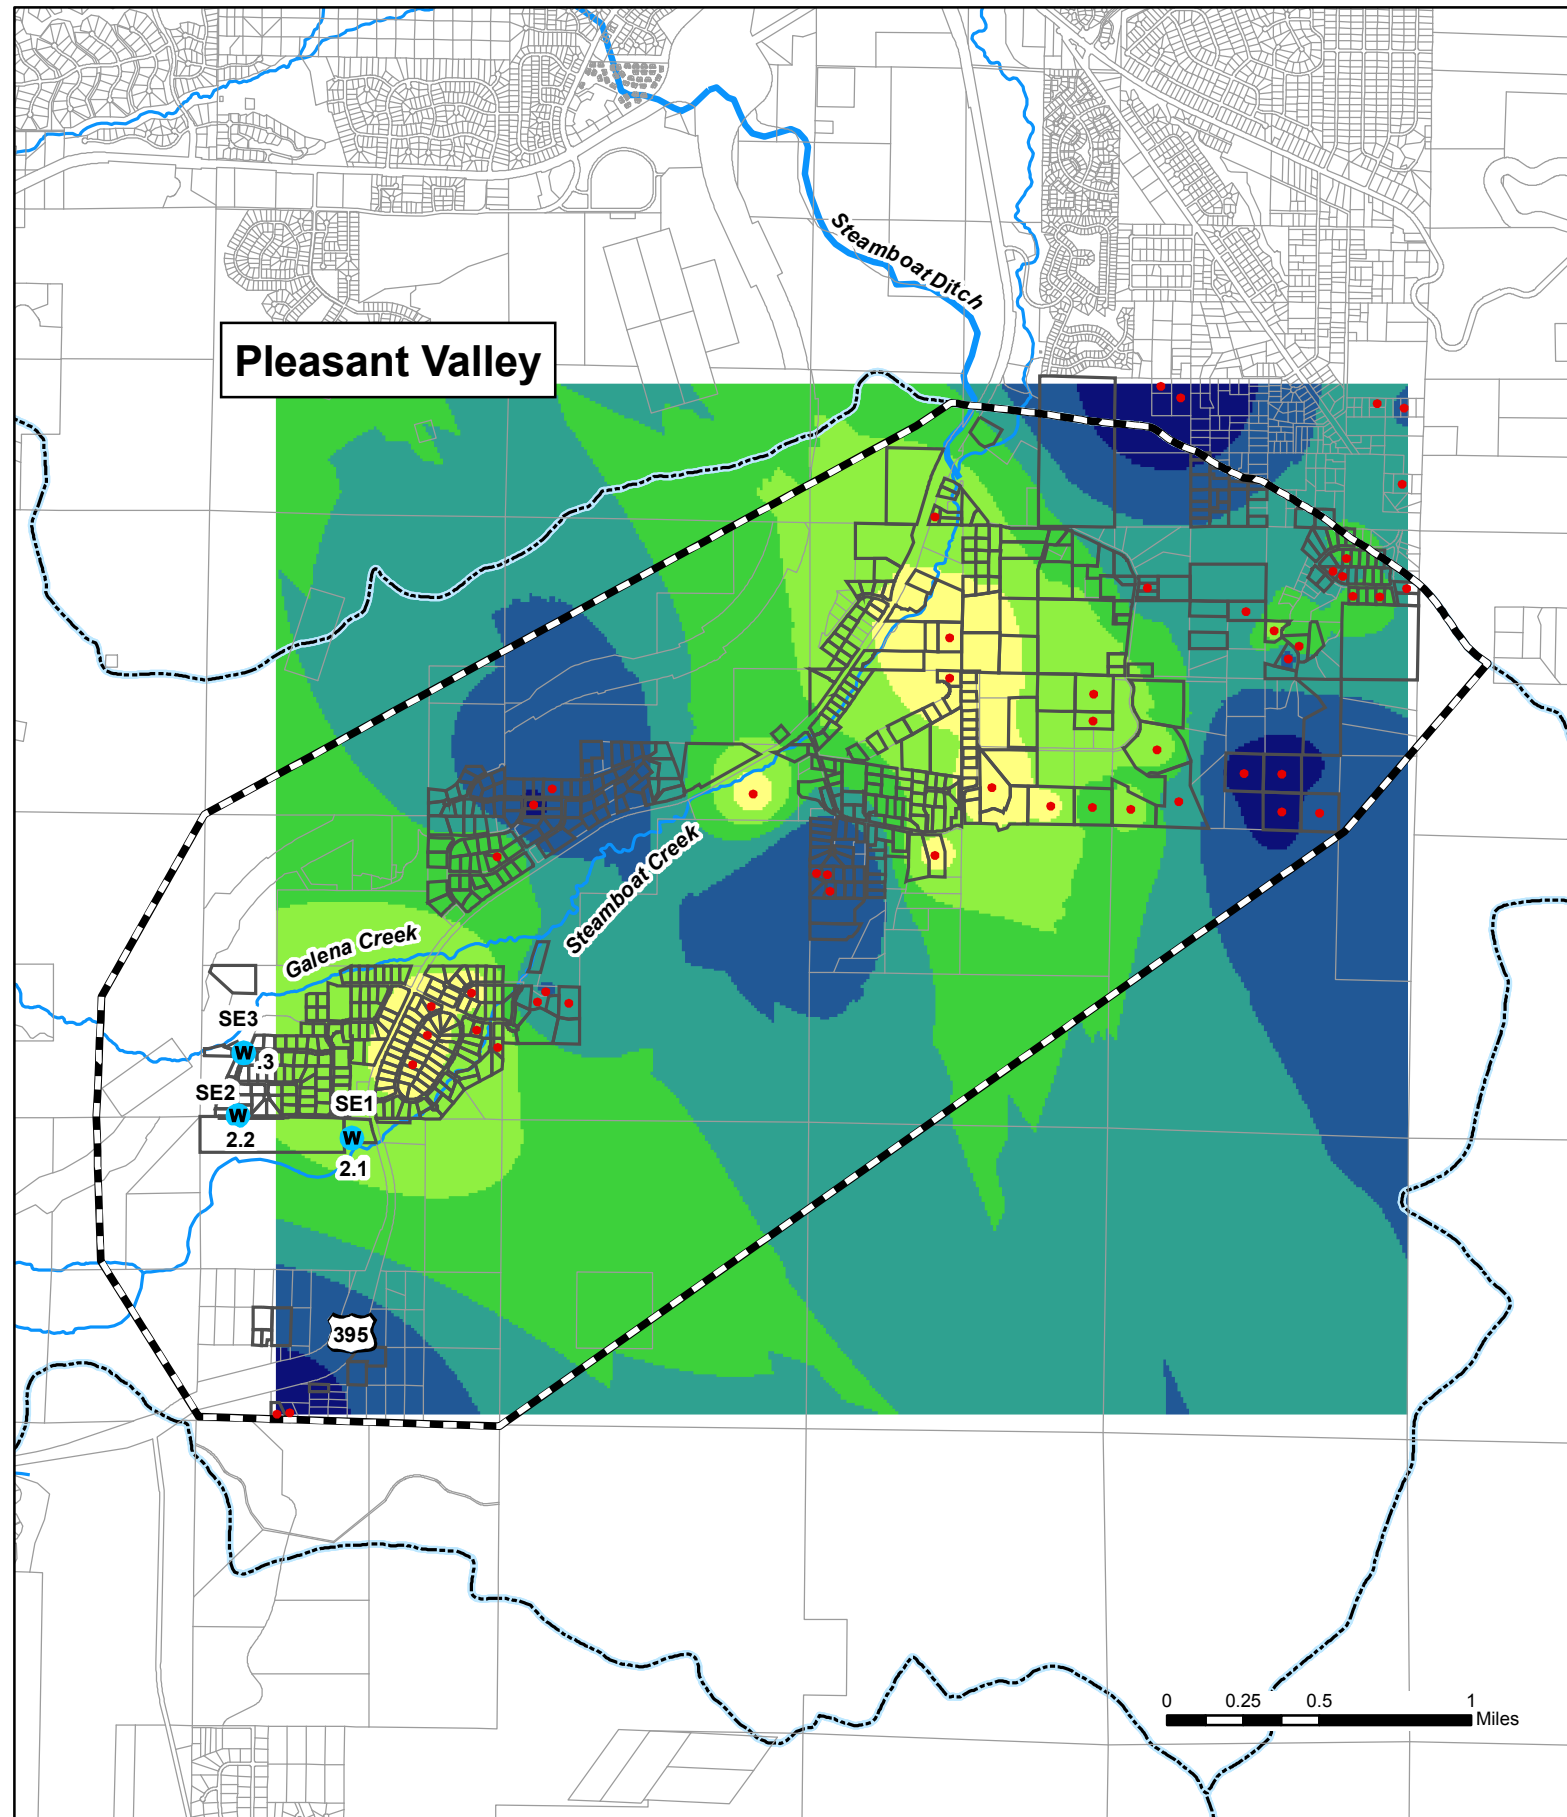 Steamboat Ditch
Pleasant Valley
Steamboat Creek
Galena Creek
SE3
W
.3
SE2
W
2.2
SE1
W
2.1
395
0 0.25 0.5 1
Miles